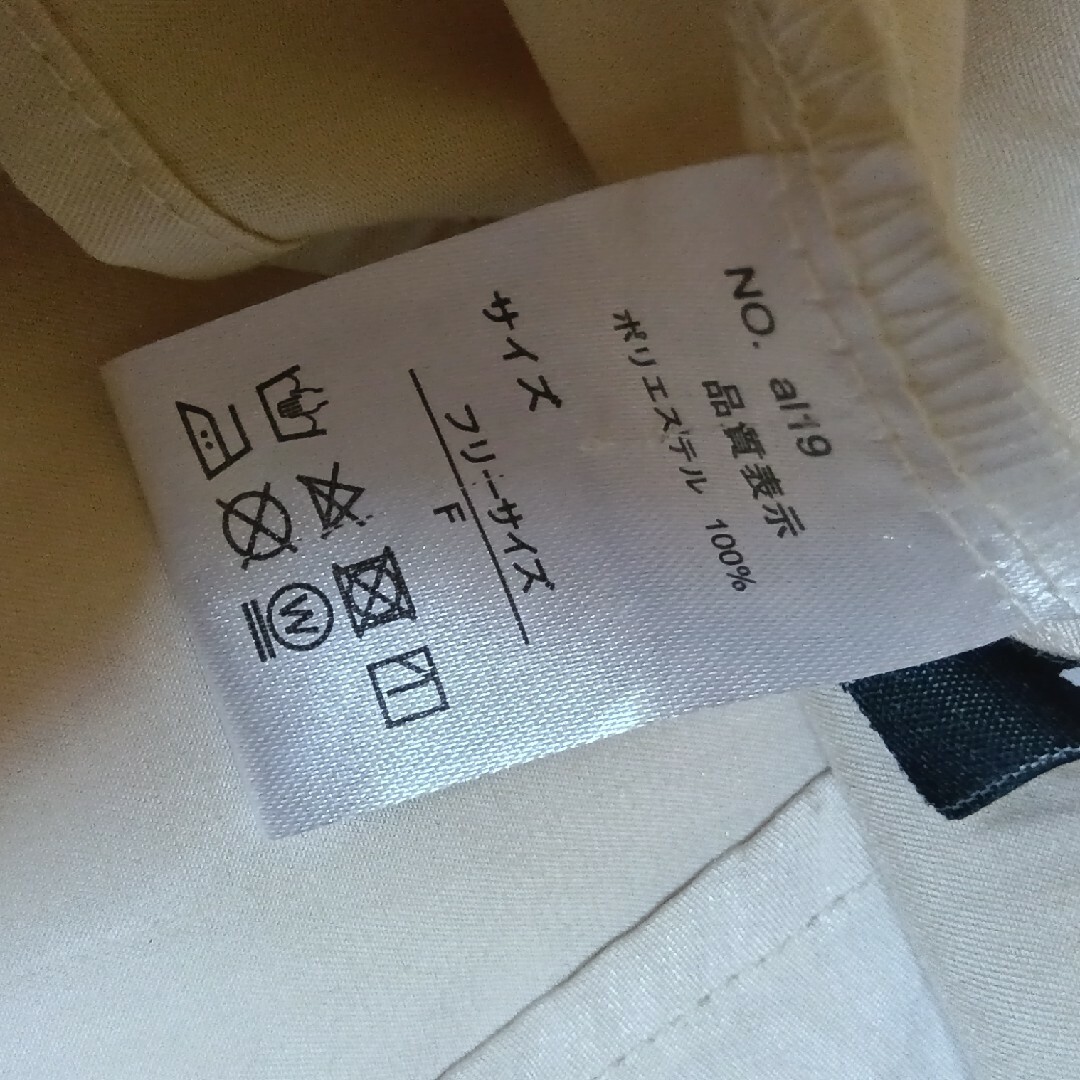 NO. al19
品質表示
ポリエズテル 100%
サイズ
フリーサイズ
F
W